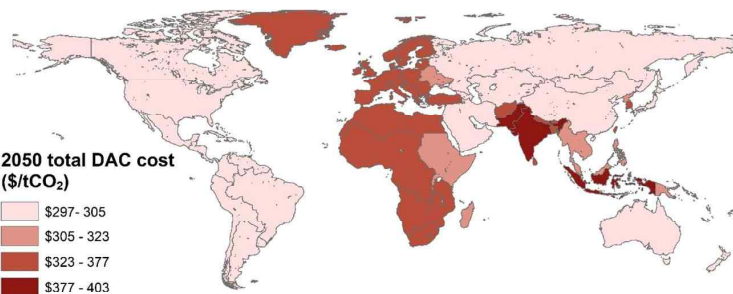 2050 total DAC cost
($/tCO₂)
$297- 305
$305 - 323
$323 - 377
$377 - 403